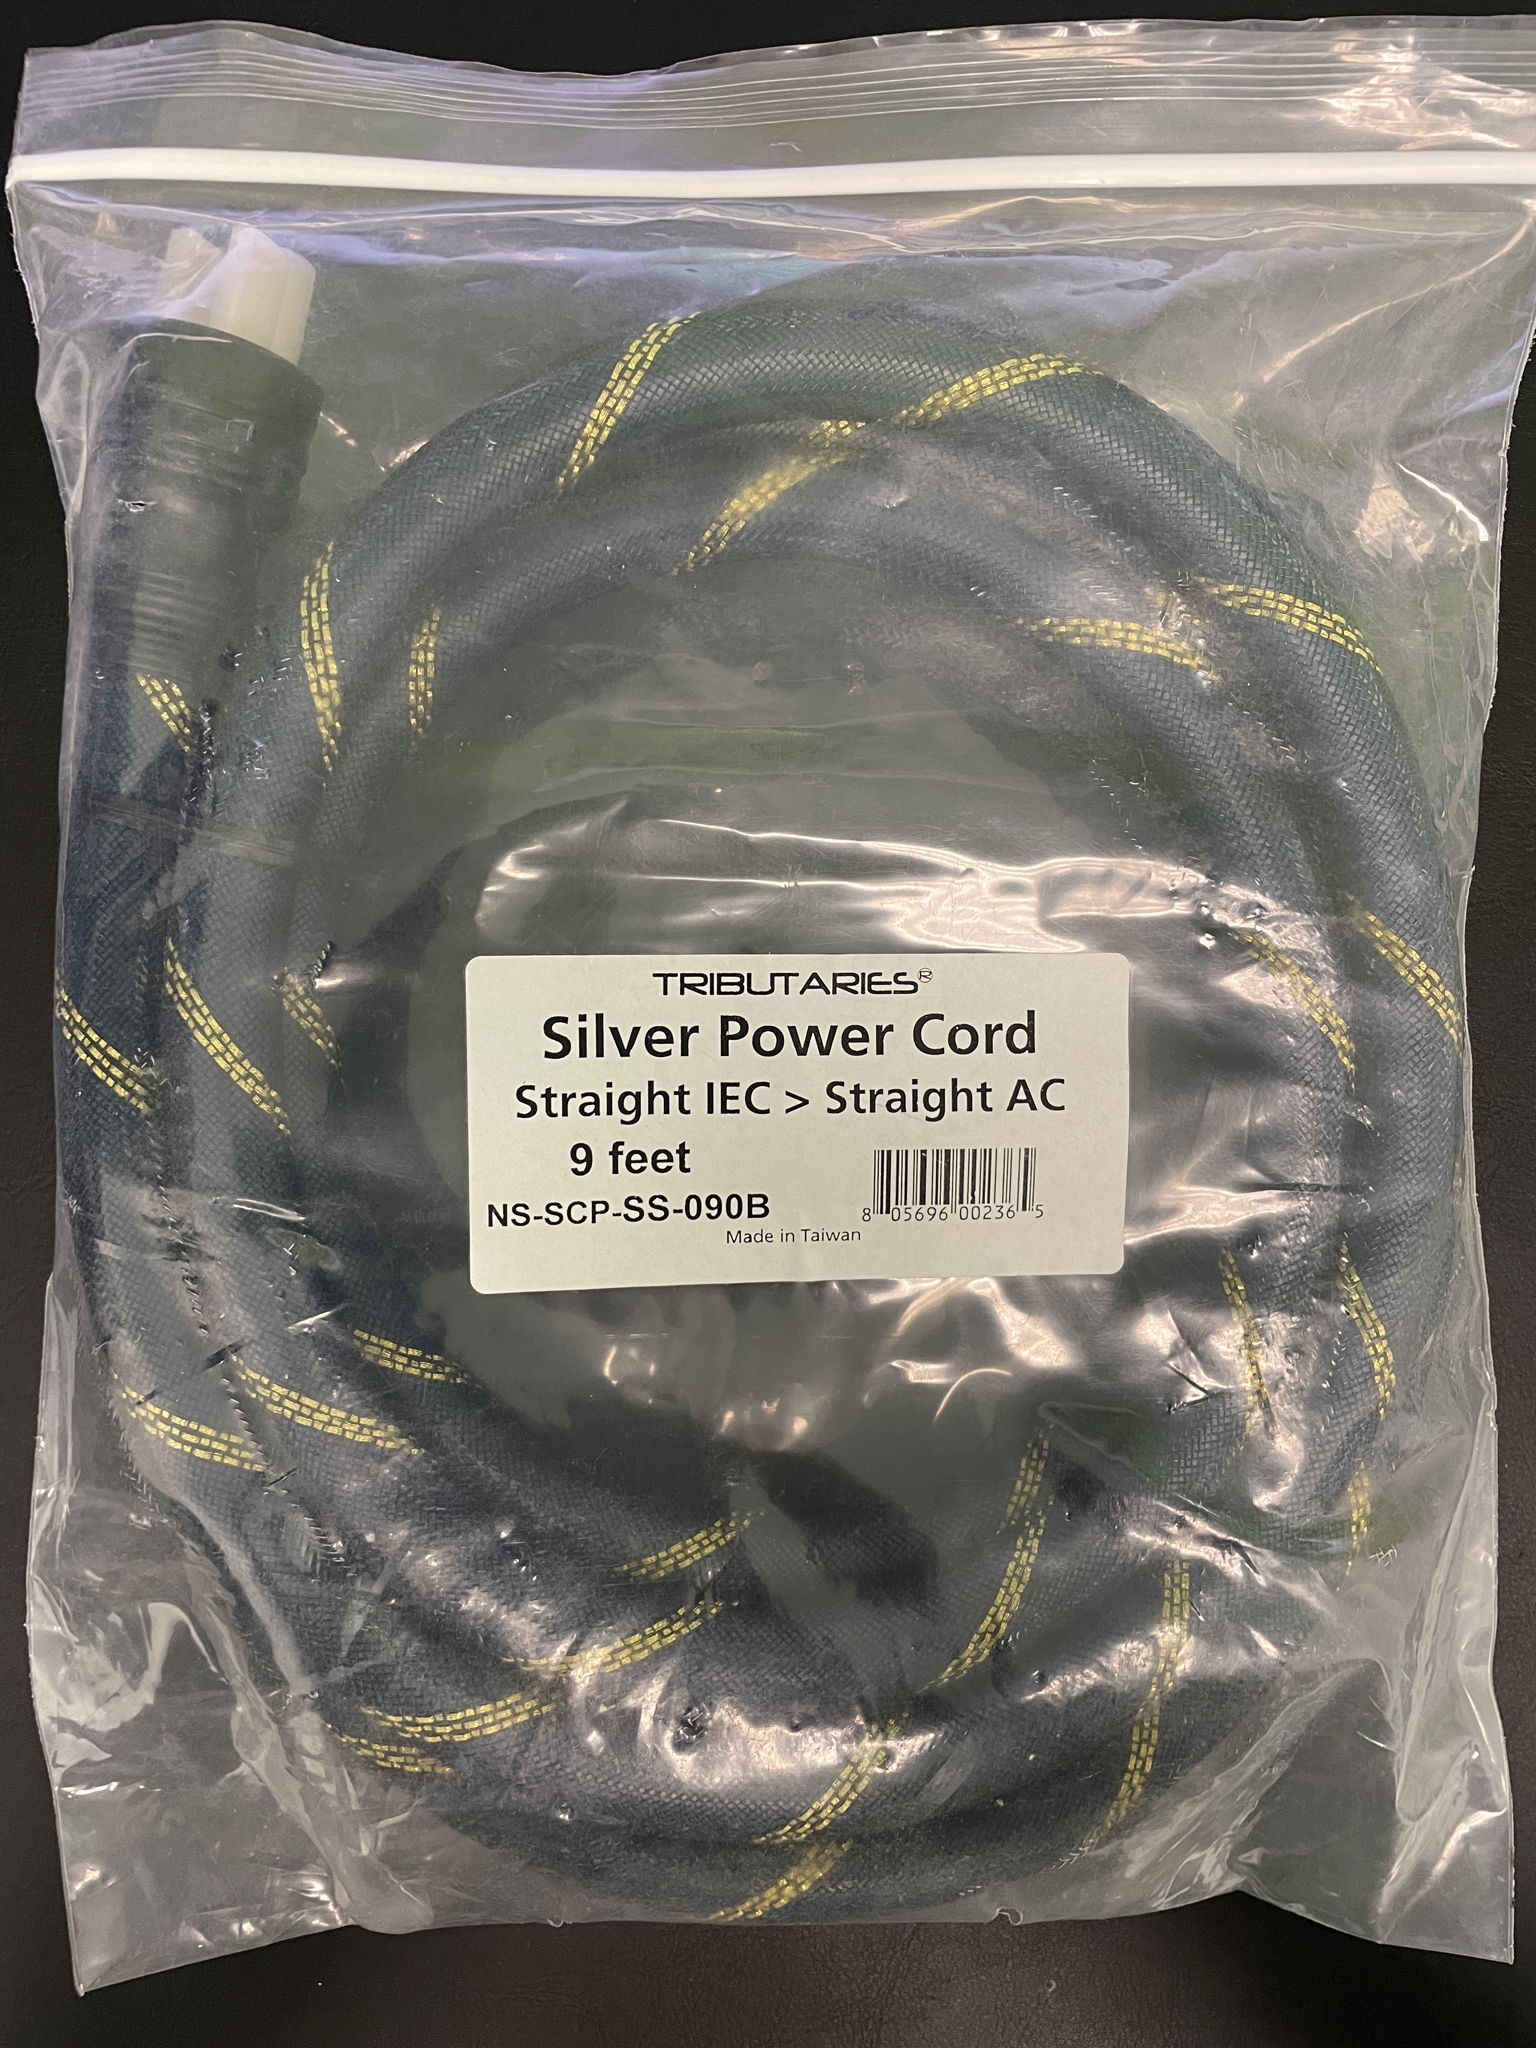 TRIBUTARIES®
Silver Power Cord
Straight IEC > Straight AC
9 feet
NS-SCP-SS-090B
8 05696 00236 5
Made in Taiwan